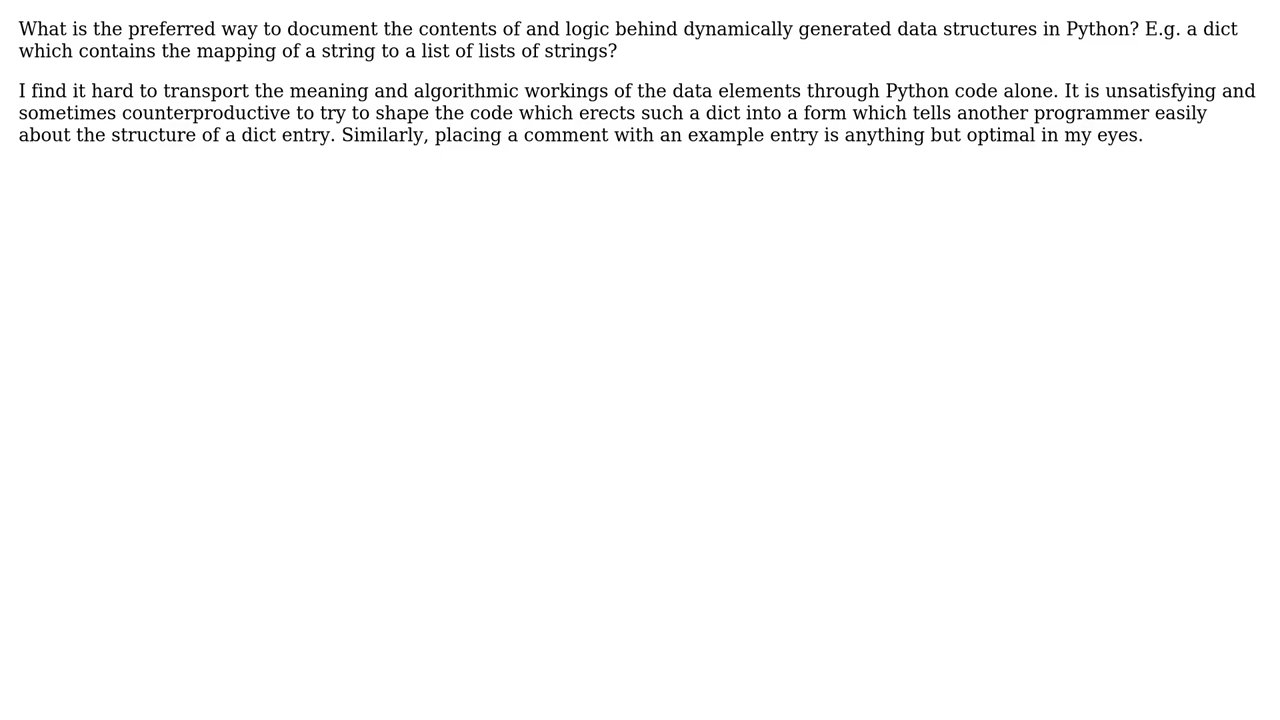 What is the preferred way to document the contents of and logic behind dynamically generated data structures in Python? E.g. a dict
which contains the mapping of a string to a list of lists of strings?
I find it hard to transport the meaning and algorithmic workings of the data elements through Python code alone. It is unsatisfying and
sometimes counterproductive to try to shape the code which erects such a dict into a form which tells another programmer easily
about the structure of a dict entry. Similarly, placing a comment with an example entry is anything but optimal in my eyes.